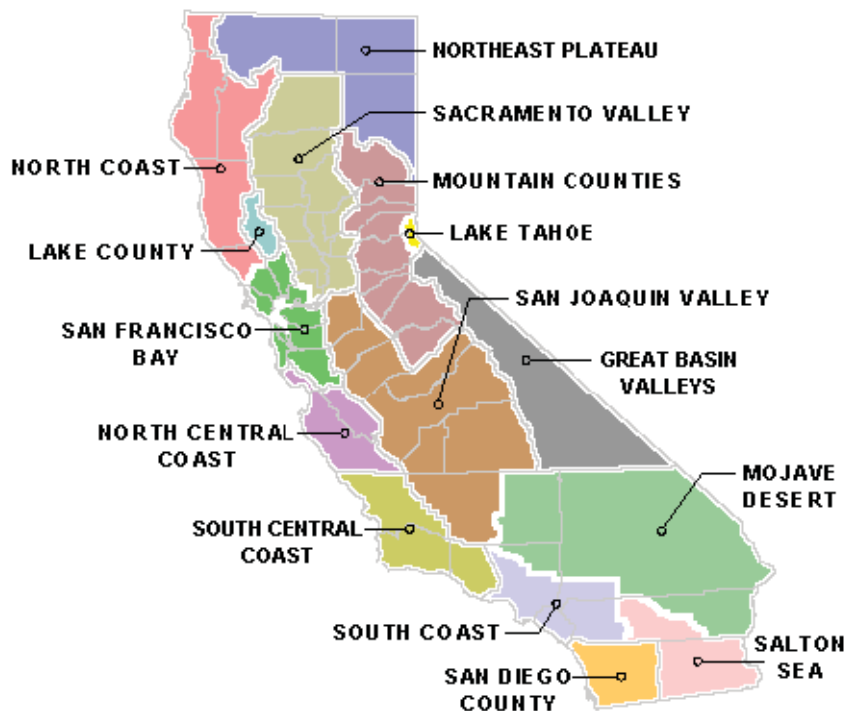 NORTHEAST PLATEAU
SACRAMENTO VALLEY
NORTH COAST
MOUNTAIN COUNTIES
LAKE TAHOE
LAKE COUNTY
SAN JOAQUIN VALLEY
SAN FRANCISCO
BAY
GREAT BASIN
VALLEYS
NORTH CENTRAL
COAST
MOJAVE
DESERT
SOUTH CENTRAL
COAST
SOUTH COAST
SALTON
SEA
SAN DIEGO
COUNTY